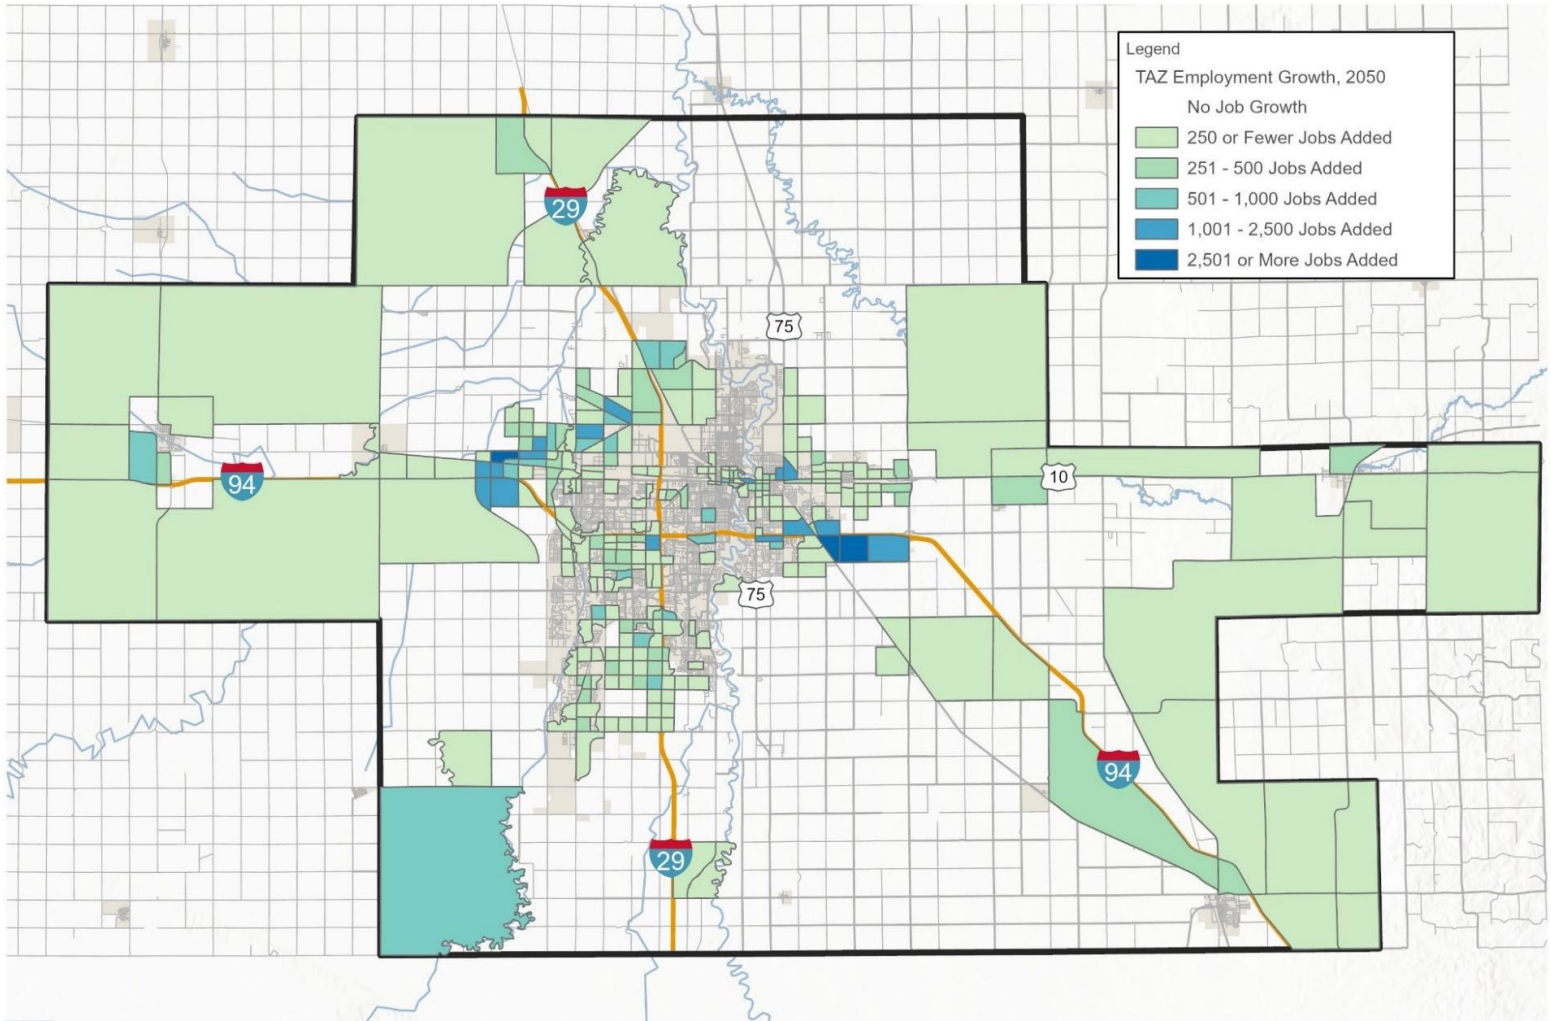 Legend
TAZ Employment Growth, 2050
No Job Growth
250 or Fewer Jobs Added
251 - 500 Jobs Added
501 - 1,000 Jobs Added
1,001 - 2,500 Jobs Added
2,501 or More Jobs Added
29
75
94
10
75
94
29